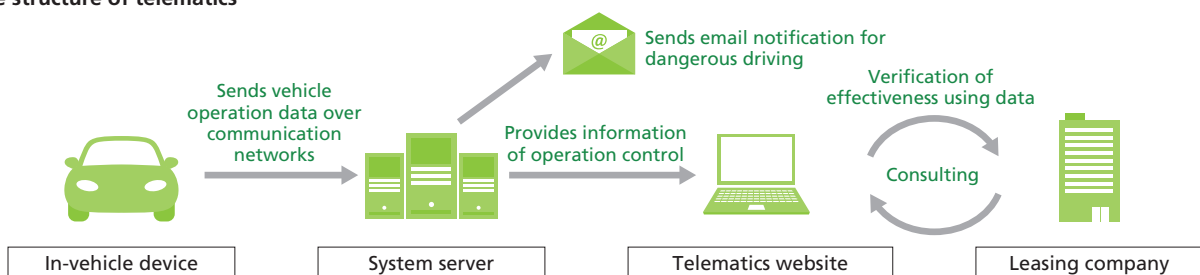 structure of telematics
@
Sends email notification for
dangerous driving
Sends vehicle
operation data over
communication
networks
Provides information
of operation control
Verification of
effectiveness using data
Consulting
In-vehicle device
System server
Telematics website
Leasing company